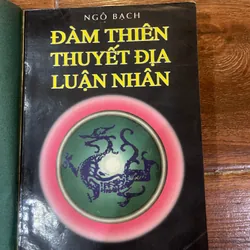 NGÔ BẠCH
ĐÀM THIÊN
THUYẾT ĐỊA
LUẬN NHÂN